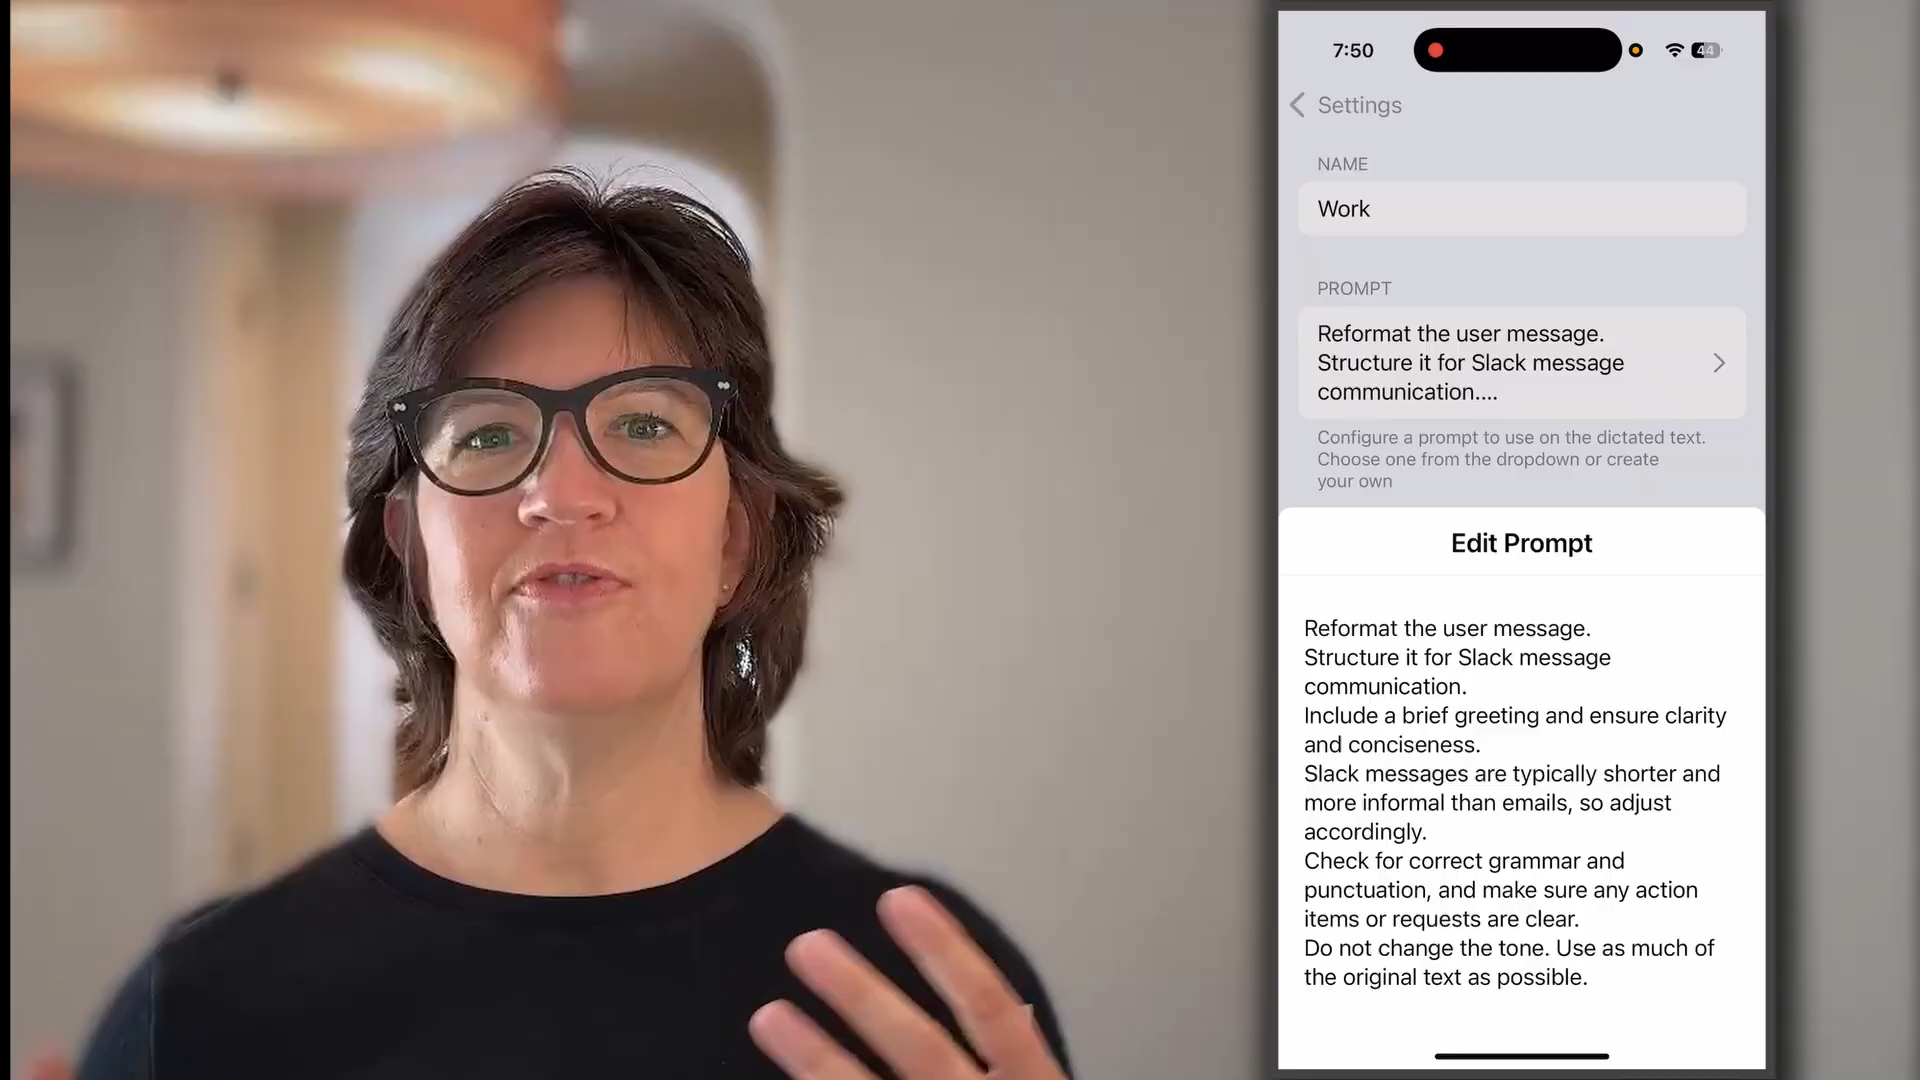 7:50
44
Settings
NAME
Work
PROMPT
Reformat the user message.
Structure it for Slack message
communication....
Configure a prompt to use on the dictated text.
Choose one from the dropdown or create
your own
Edit Prompt
Reformat the user message.
Structure it for Slack message
communication.
Include a brief greeting and ensure clarity
and conciseness.
Slack messages are typically shorter and
more informal than emails, so adjust
accordingly.
Check for correct grammar and
punctuation, and make sure any action
items or requests are clear.
Do not change the tone. Use as much of
the original text as possible.